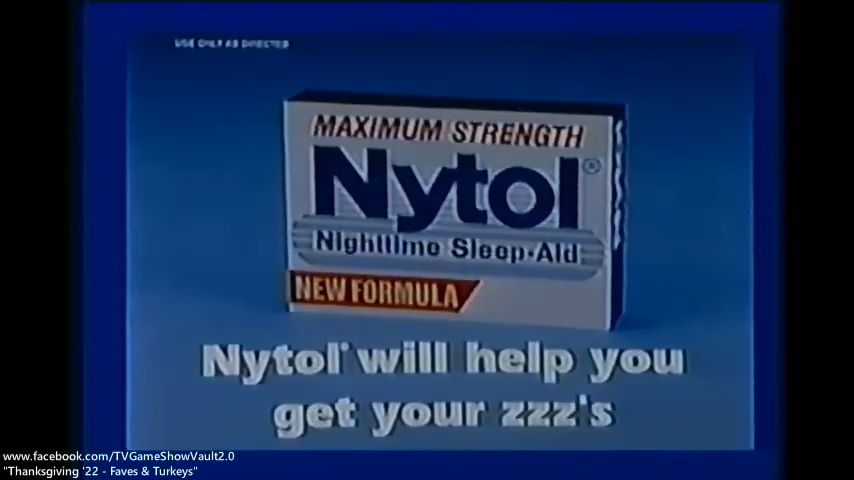 USE ONLY AS DIRECTED
MAXIMUM STRENGTH
Nytol®
Nighttime Sleep-Aid
NEW FORMULA
Nytol® will help you
get your zzz's
www.facebook.com/TVGameShowVault2.0
"Thanksgiving '22 - Faves & Turkeys"